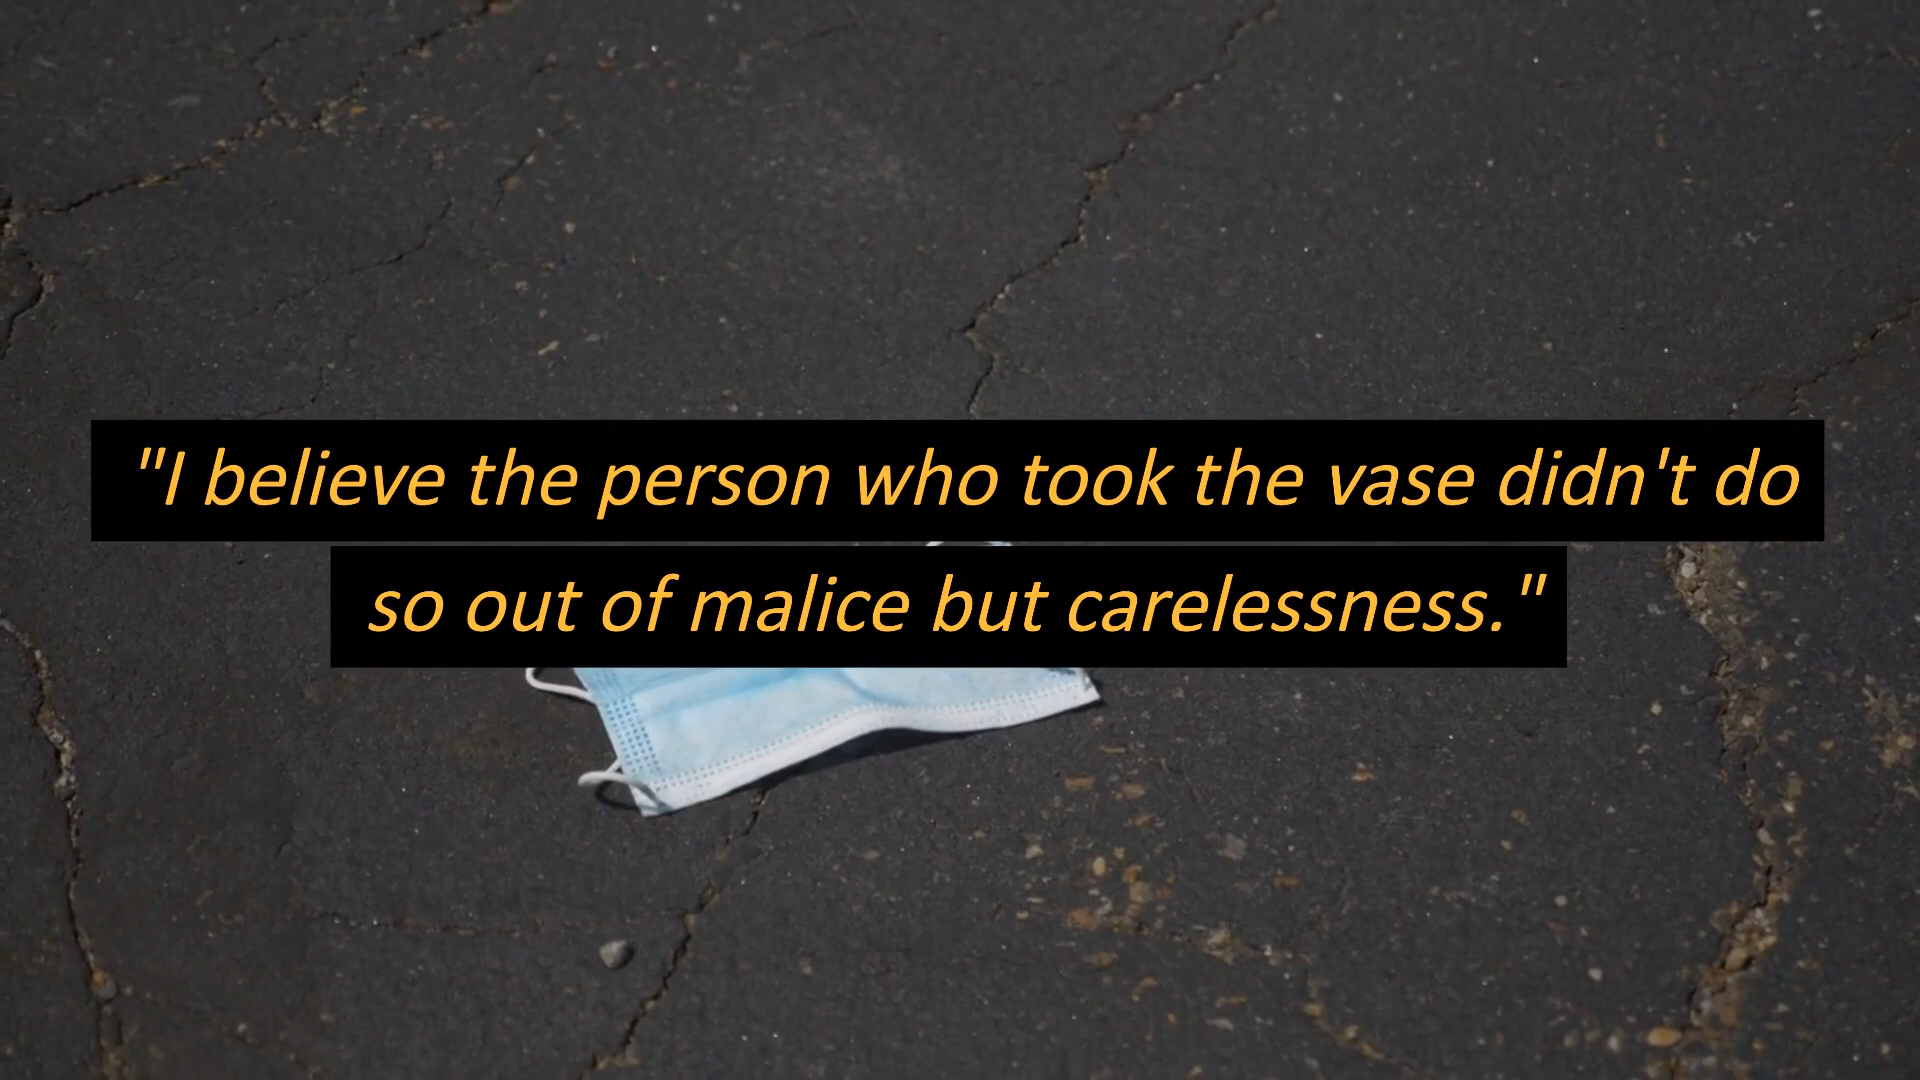 "I believe the person who took the vase didn't do
so out of malice but carelessness."